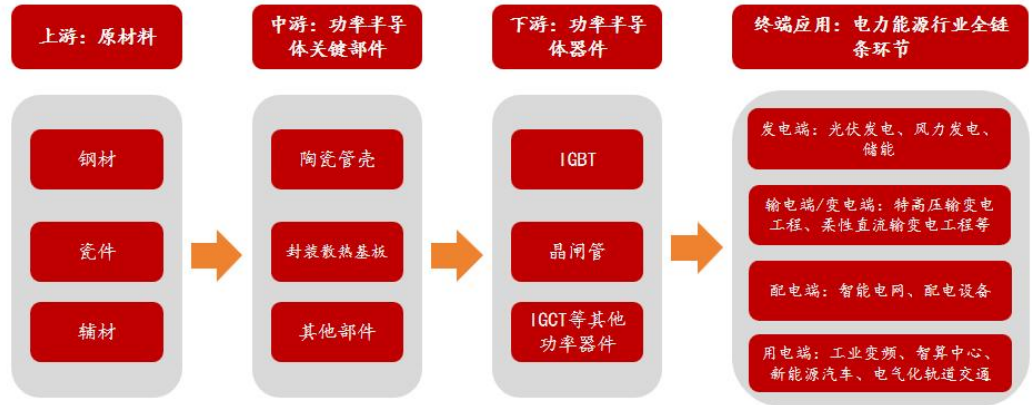 上游：原材料
中游：功率半导
体关键部件
下游：功率半导
体器件
终端应用：电力能源行业全链
条环节
钢材
瓷件
辅材
陶瓷管壳
封装散热基板
其他部件
IGBT
晶闸管
IGCT等其他
功率器件
发电端：光伏发电、风力发电、
储能
输电端/变电端：特高压输变电
工程、柔性直流输变电工程等
配电端：智能电网、配电设备
用电端：工业变频、智算中心、
新能源汽车、电气化轨道交通